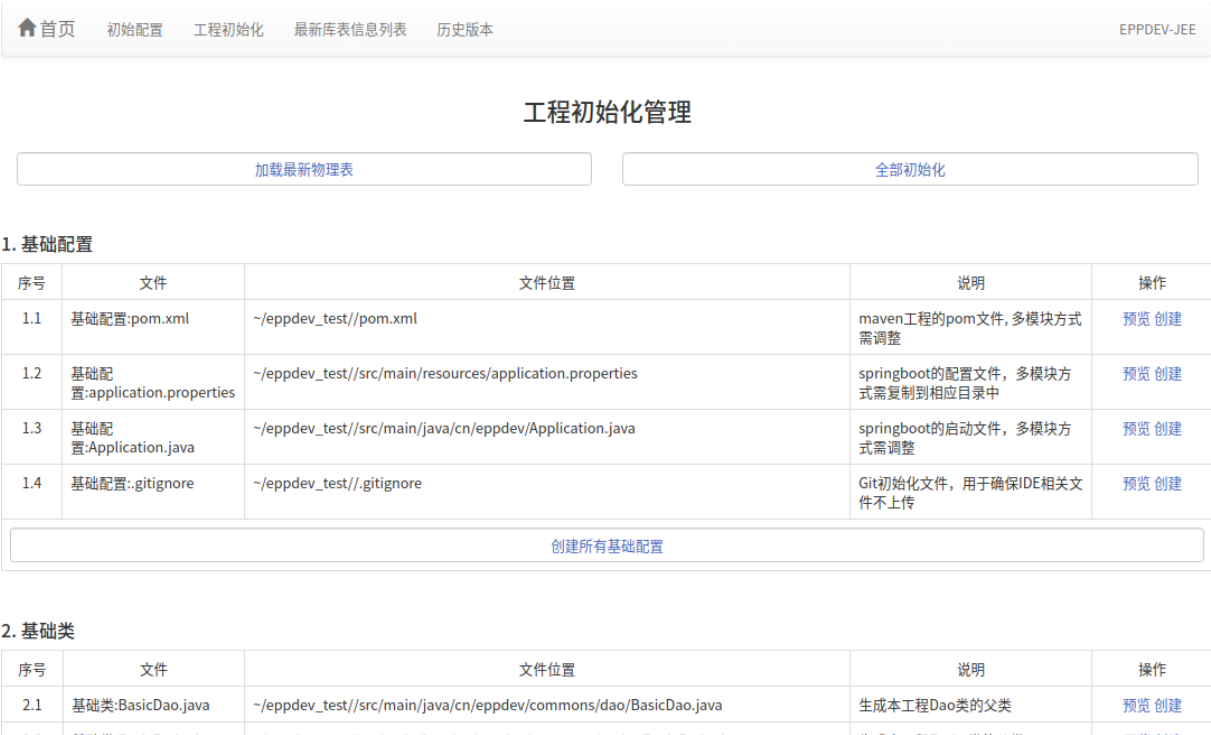 首页 初始配置 工程初始化 最新库表信息列表 历史版本 EPPDEV-JEE
工程初始化管理
加载最新物理表 全部初始化
1. 基础配置
序号 文件 文件位置 说明 操作
1.1 基础配置:pom.xml ~/eppdev_test//pom.xml maven工程的pom文件, 多模块方式 预览 创建
需调整
1.2 基础配 ~/eppdev_test//src/main/resources/application.properties springboot的配置文件，多模块方 预览 创建
置:application.properties 式需复制到相应目录中
1.3 基础配 ~/eppdev_test//src/main/java/cn/eppdev/Application.java springboot的启动文件，多模块方 预览 创建
置:Application.java 式需调整
1.4 基础配置:.gitignore ~/eppdev_test//.gitignore Git初始化文件，用于确保IDE相关文 预览 创建
件不上传
创建所有基础配置
2. 基础类
序号 文件 文件位置 说明 操作
2.1 基础类:BasicDao.java ~/eppdev_test//src/main/java/cn/eppdev/commons/dao/BasicDao.java 生成本工程Dao类的父类 预览 创建